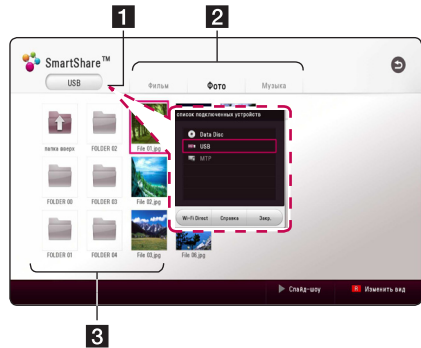 1
2
SmartShare™
USB
Фильм Фото Музыка
список подключенных устройств
Data Disc
USB
MTP
Wi-Fi Direct Справка Закр.
папка вверх FOLDER 02 File 01.jpg
FOLDER 00 FOLDER 03 File 02.jpg
FOLDER 01 FOLDER 04 File 03.jpg File 06.jpg
Слайд-шоу R Изменить вид
3